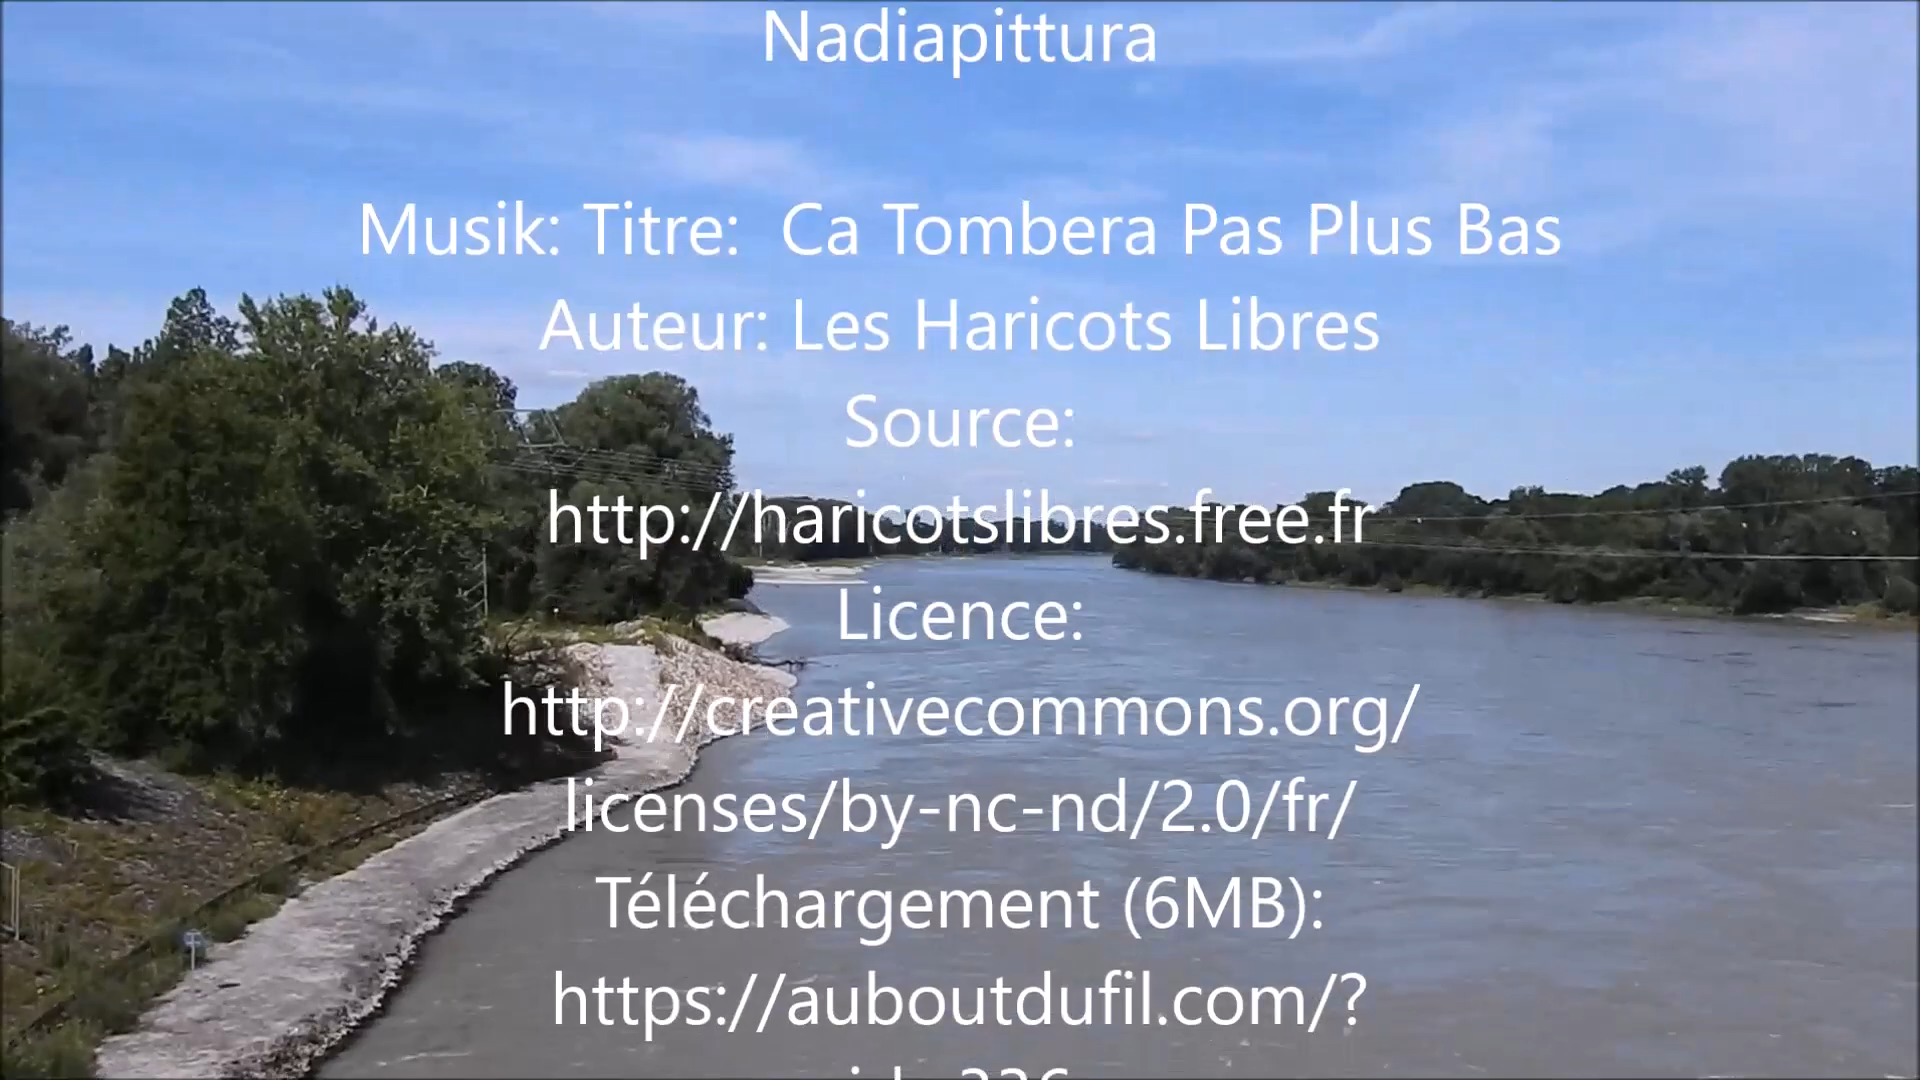 Nadiapittura
Musik: Titre:  Ca Tombera Pas Plus Bas
Auteur: Les Haricots Libres
Source:
http://haricotslibres.free.fr
Licence:
http://creativecommons.org/
licenses/by-nc-nd/2.0/fr/
Téléchargement (6MB):
https://auboutdufil.com/?